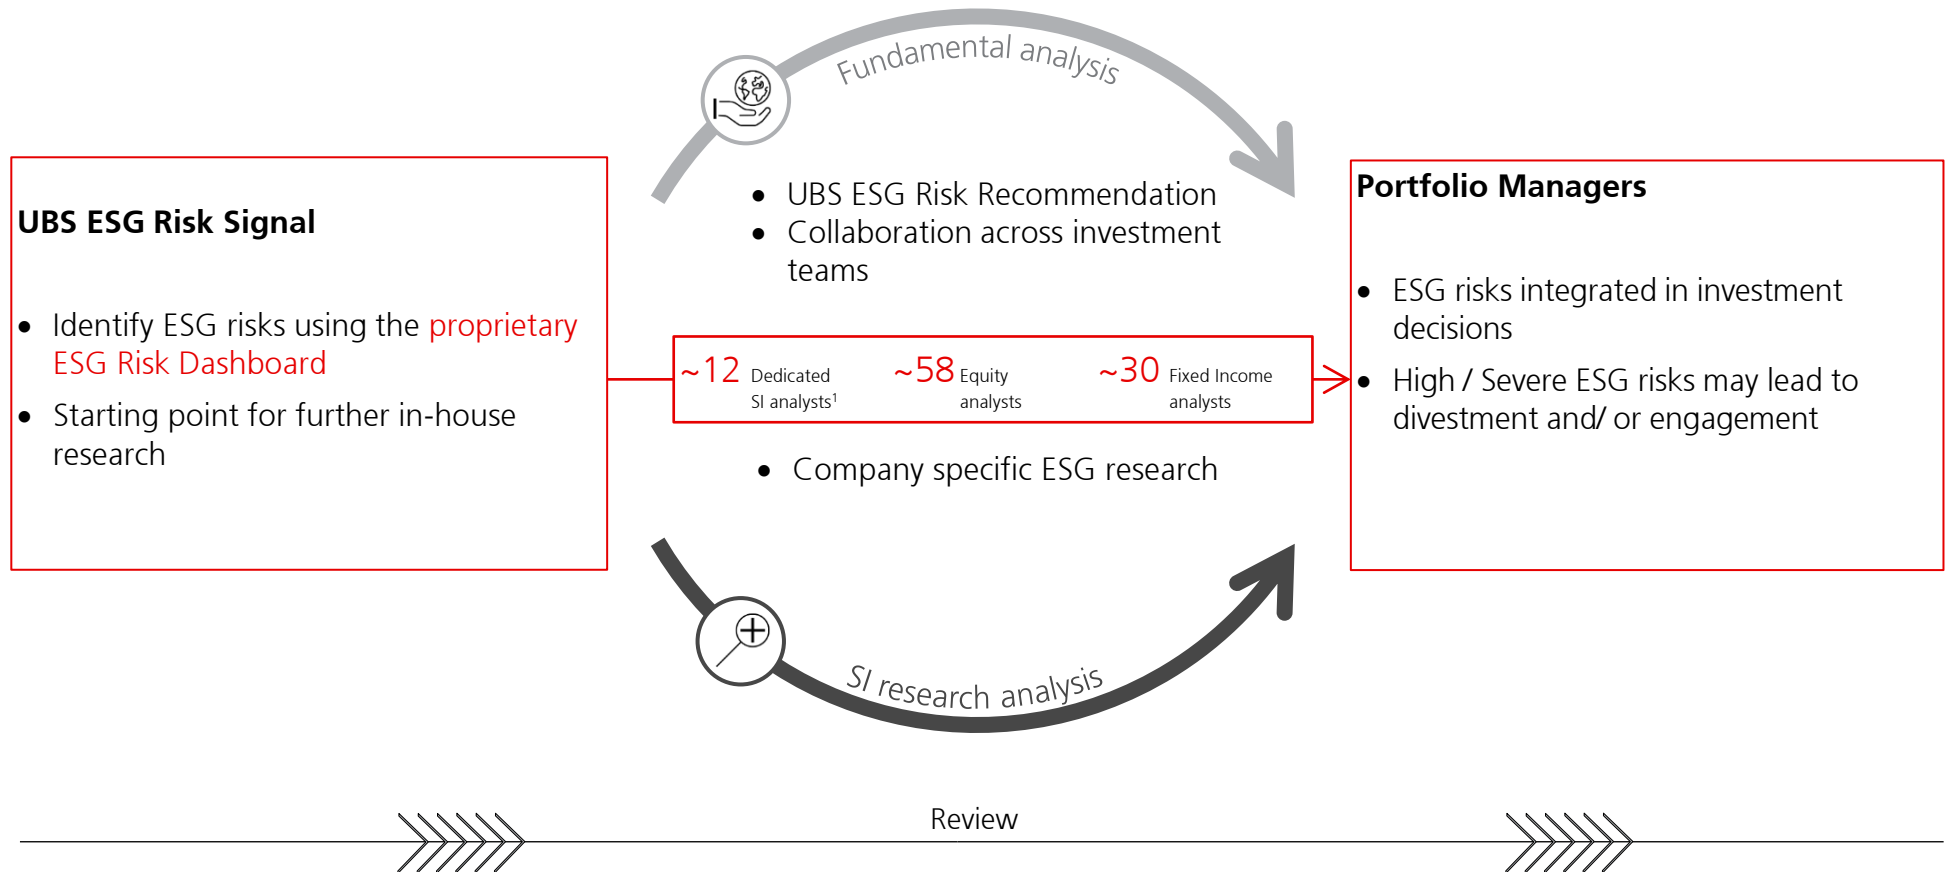 Fundamental analysis
UBS ESG Risk Signal
• Identify ESG risks using the proprietary
ESG Risk Dashboard
• Starting point for further in-house
research
• UBS ESG Risk Recommendation
• Collaboration across investment
teams
~12 Dedicated
SI analysts¹
~58 Equity
analysts
~30 Fixed Income
analysts
• Company specific ESG research
SI research analysis
Portfolio Managers
• ESG risks integrated in investment
decisions
• High / Severe ESG risks may lead to
divestment and/ or engagement
Review